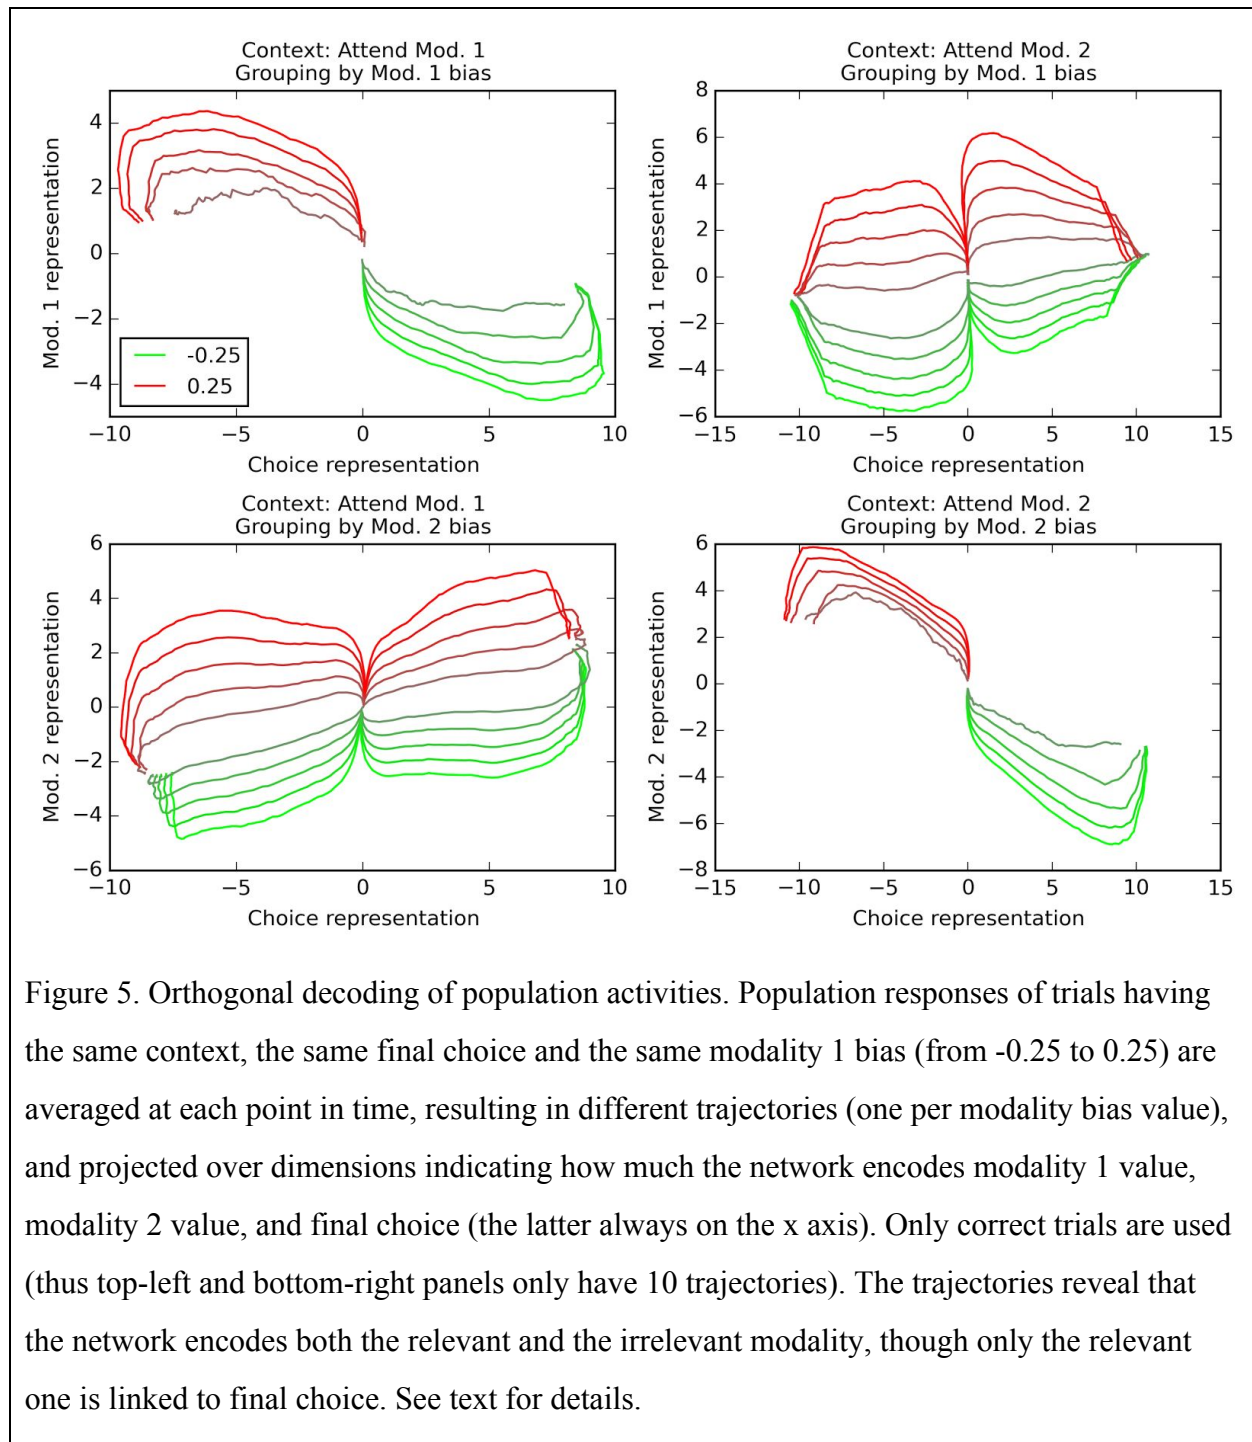 Context: Attend Mod. 1
Grouping by Mod. 1 bias
4
2
0
−2
−4
Mod. 1 representation
-0.25
0.25
−10
−5
0
5
10
Choice representation
Context: Attend Mod. 2
Grouping by Mod. 1 bias
8
6
4
2
0
−2
−4
−6
Mod. 1 representation
−15
−10
−5
0
5
10
15
Choice representation
Context: Attend Mod. 1
Grouping by Mod. 2 bias
6
4
2
0
−2
−4
−6
Mod. 2 representation
−10
−5
0
5
10
Choice representation
Context: Attend Mod. 2
Grouping by Mod. 2 bias
6
4
2
0
−2
−4
−6
−8
Mod. 2 representation
−15
−10
−5
0
5
10
15
Choice representation
Figure 5. Orthogonal decoding of population activities. Population responses of trials having
the same context, the same final choice and the same modality 1 bias (from -0.25 to 0.25) are
averaged at each point in time, resulting in different trajectories (one per modality bias value),
and projected over dimensions indicating how much the network encodes modality 1 value,
modality 2 value, and final choice (the latter always on the x axis). Only correct trials are used
(thus top-left and bottom-right panels only have 10 trajectories). The trajectories reveal that
the network encodes both the relevant and the irrelevant modality, though only the relevant
one is linked to final choice. See text for details.